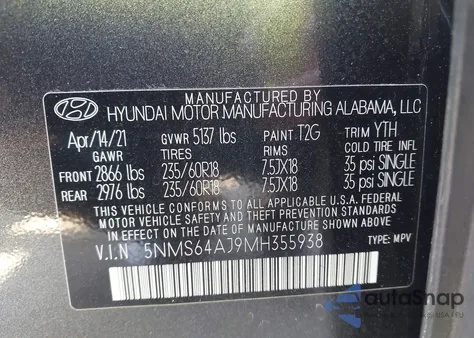 MANUFACTURED BY
HYUNDAI MOTOR MANUFACTURING ALABAMA, LLC
Apr/14/21 GVWR 5137 lbs PAINT T2G TRIM YTH
GAWR TIRES RIMS COLD TIRE INFL
FRONT 2866 lbs 235/60R18 7.5JX18 35 psi SINGLE
REAR 2976 lbs 235/60R18 7.5JX18 35 psi SINGLE
THIS VEHICLE CONFORMS TO ALL APPLICABLE U.S.A. FEDERAL
MOTOR VEHICLE SAFETY BUMPER, AND THEFT PREVENTION STANDARDS
IN EFFECT ON THE DATE OF MANUFACTURE SHOWN ABOVE.
V.I.N 5NMS64AJ9MH355938 TYPE: MPV
autoSnap